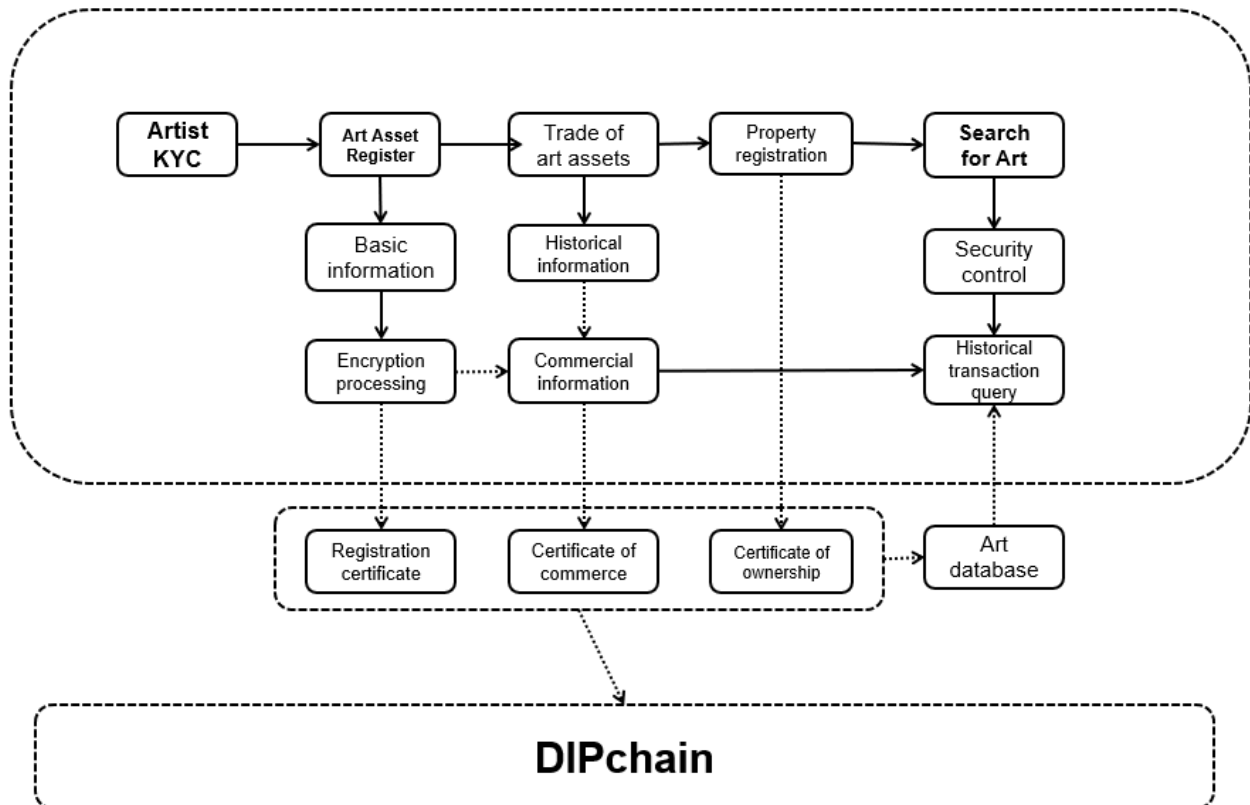 Artist
KYC
Art Asset
Register
Trade of
art assets
Property
registration
Search
for Art
Basic
information
Historical
information
Security
control
Encryption
processing
Commercial
information
Historical
transaction
query
Registration
certificate
Certificate of
commerce
Certificate of
ownership
Art
database
DIPchain